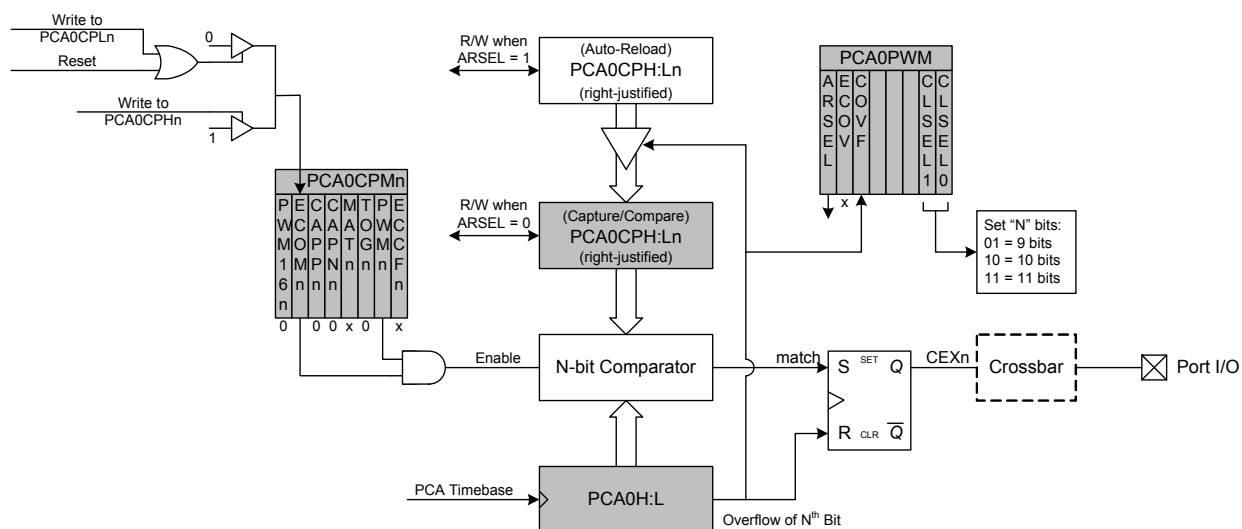 Write to
PCA0CPLn
Reset
0
Write to
PCA0CPHn
1
R/W when
ARSEL = 1
(Auto-Reload)
PCA0CPH:Ln
(right-justified)
PCA0PWM
ARSEL
ECOV
COVF
CLSEL1
CLSEL0
x
PCA0CPMn
PWM16n
ECOMn
CAPPn
CAPNn
MATn
TOGn
PWMn
ECCFn
0 0 0 x 0 x
R/W when
ARSEL = 0
(Capture/Compare)
PCA0CPH:Ln
(right-justified)
Set “N” bits:
01 = 9 bits
10 = 10 bits
11 = 11 bits
Enable
N-bit Comparator
match
S SET Q
R CLR Q
CEXn
Crossbar
Port I/O
PCA Timebase
PCA0H:L
Overflow of Nth Bit